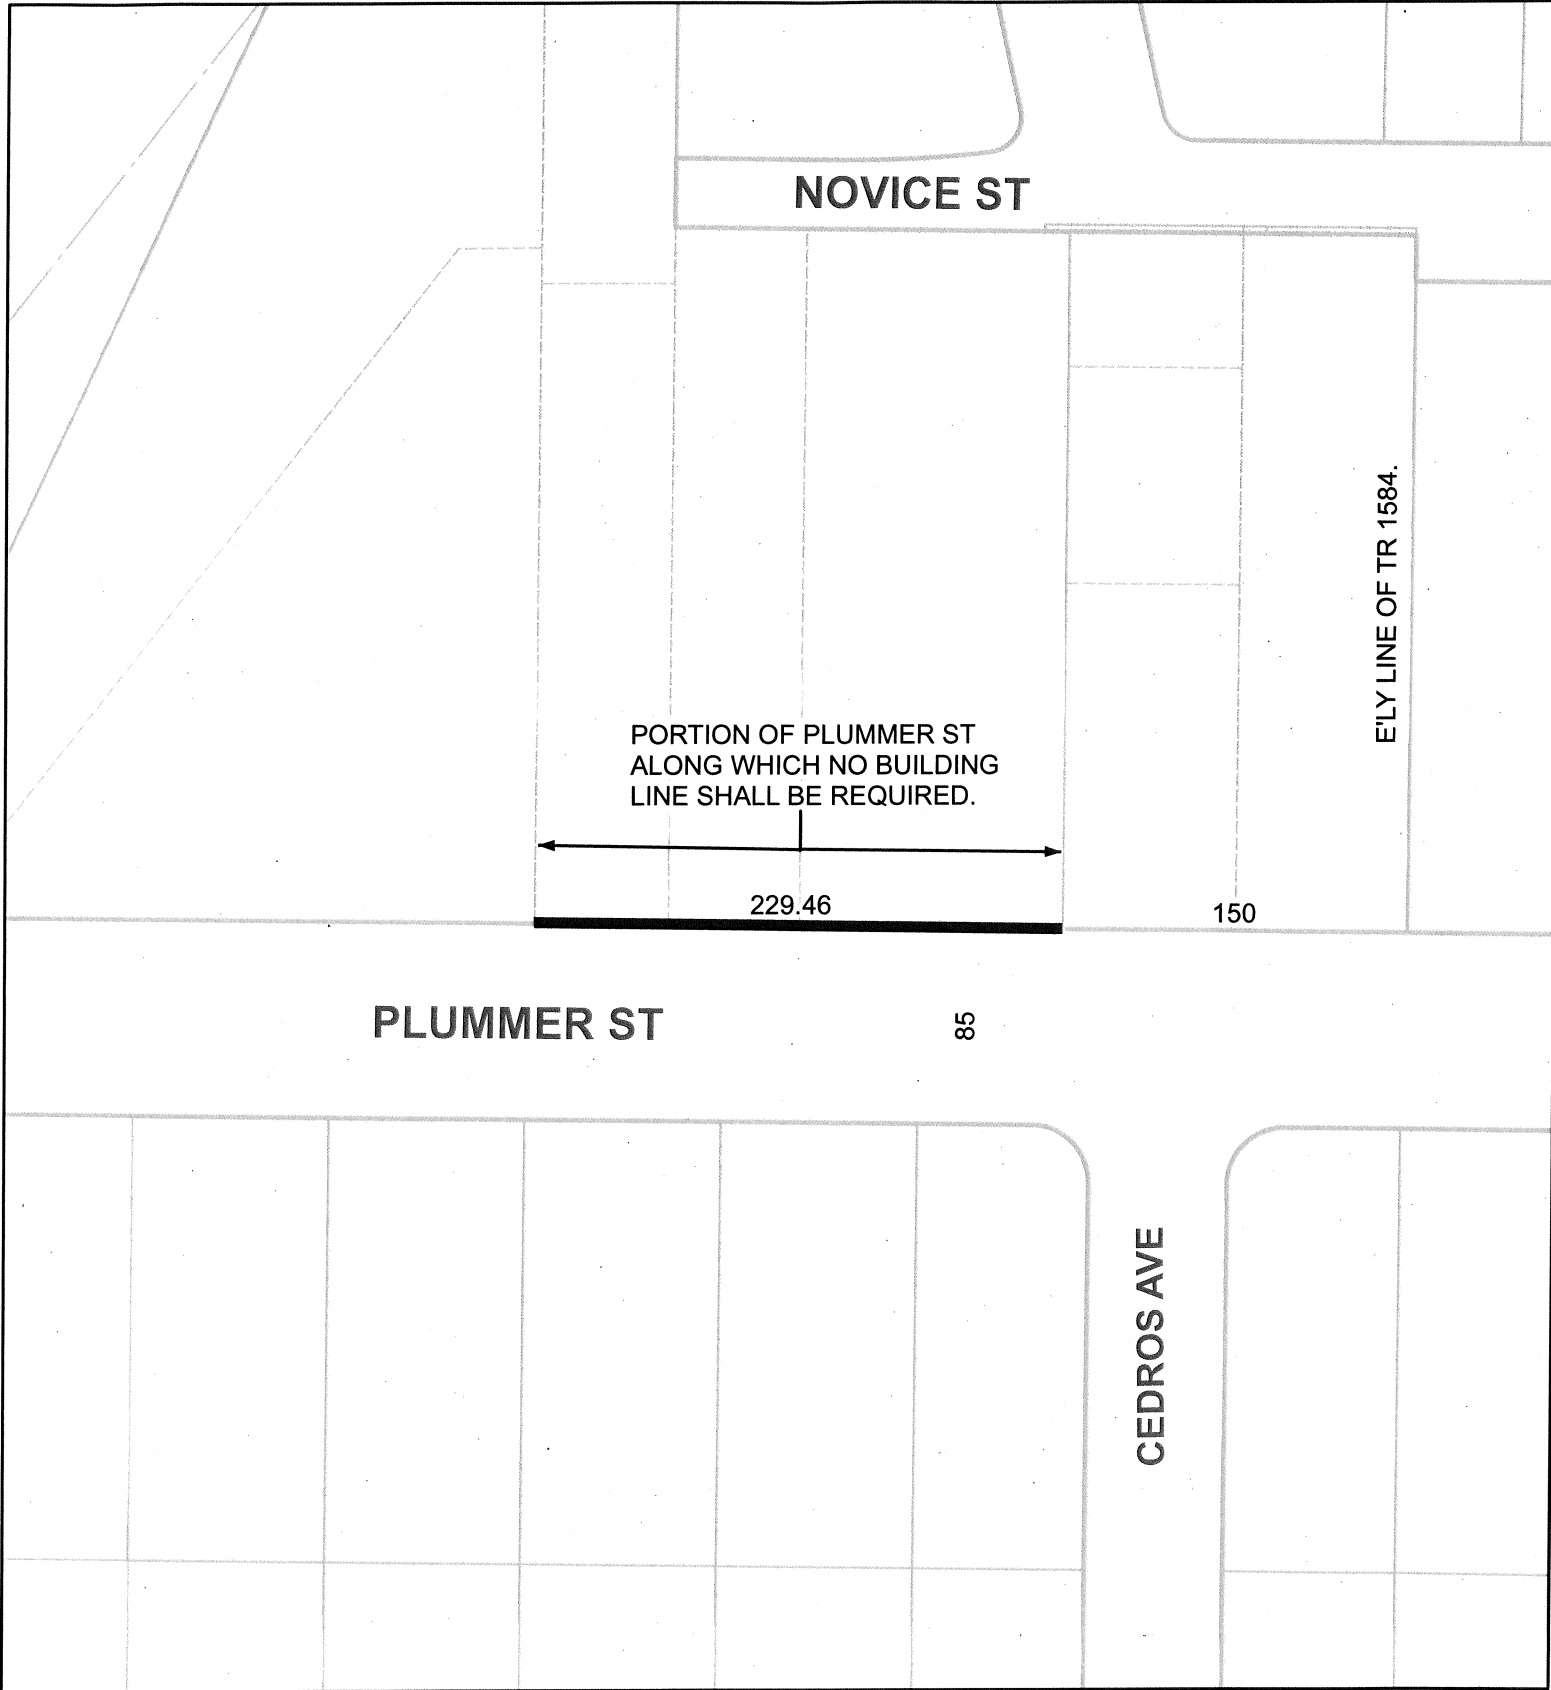 NOVICE ST
E'LY LINE OF TR 1584.
PORTION OF PLUMMER ST
ALONG WHICH NO BUILDING
LINE SHALL BE REQUIRED.
229.46
150
PLUMMER ST
85
CEDROS AVE